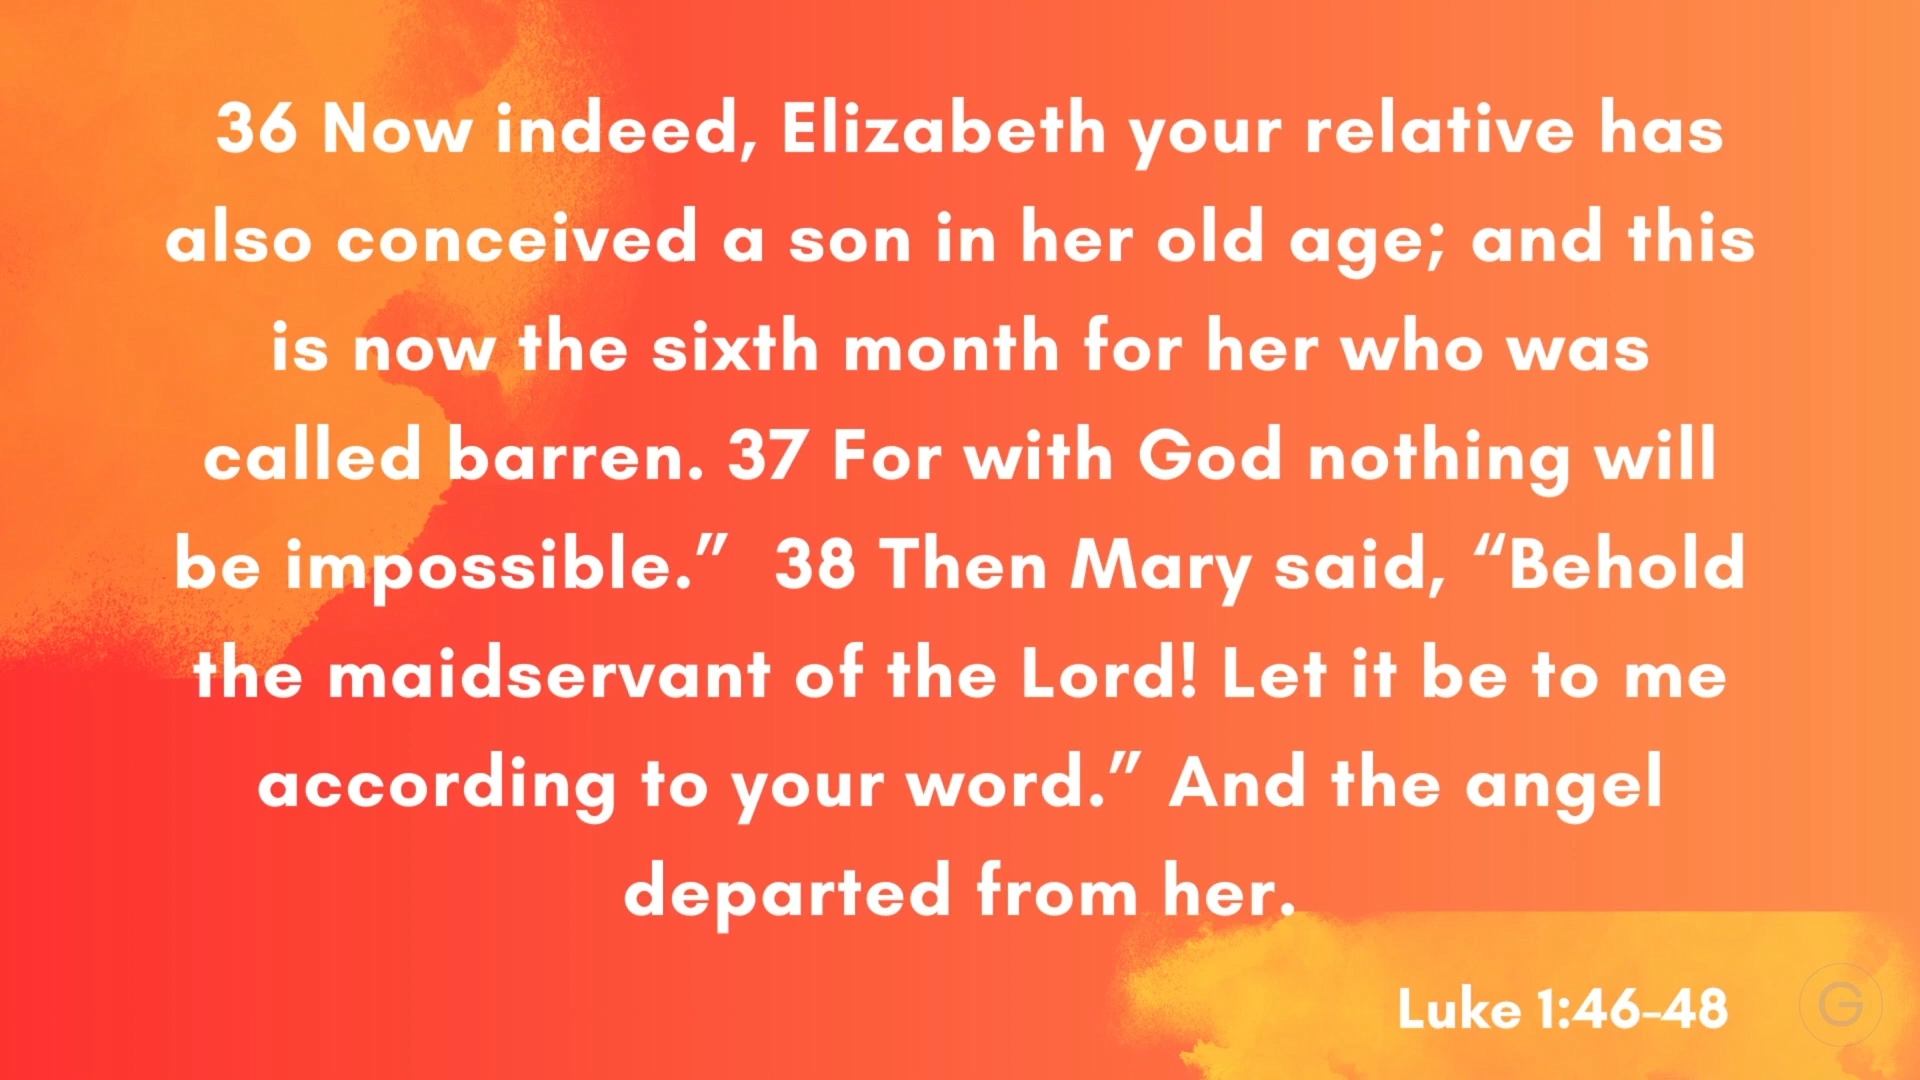 36 Now indeed, Elizabeth your relative has
also conceived a son in her old age; and this
is now the sixth month for her who was
called barren. 37 For with God nothing will
be impossible.” 38 Then Mary said, “Behold
the maidservant of the Lord! Let it be to me
according to your word.” And the angel
departed from her.
Luke 1:46-48
G